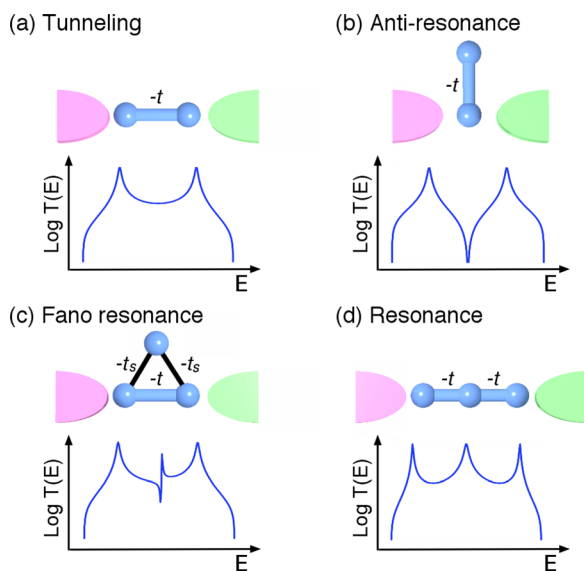 (a) Tunneling
-t
Log T(E)
E
(b) Anti-resonance
-t
Log T(E)
E
(c) Fano resonance
-ts -ts
-t
Log T(E)
E
(d) Resonance
-t -t
Log T(E)
E